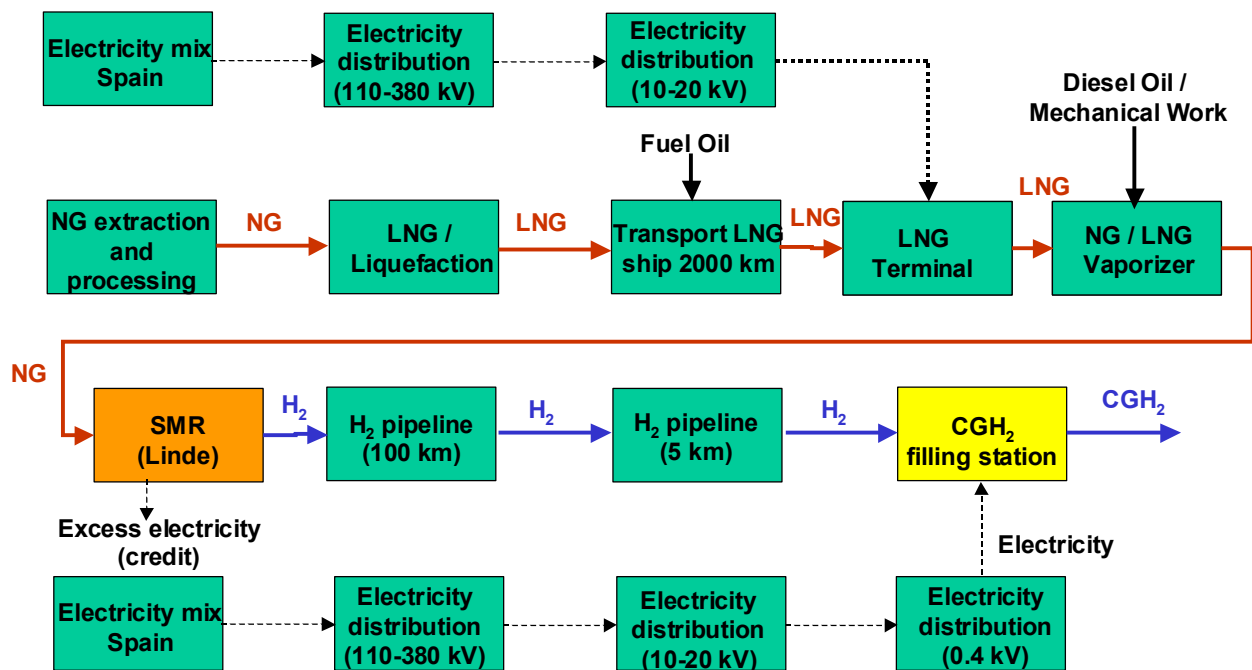 Electricity mix
Spain
Electricity
distribution
(110-380 kV)
Electricity
distribution
(10-20 kV)
Diesel Oil /
Mechanical Work
Fuel Oil
NG extraction
and
processing
NG
LNG /
Liquefaction
LNG
Transport LNG
ship 2000 km
LNG
LNG
Terminal
LNG
NG / LNG
Vaporizer
NG
SMR
(Linde)
H2
H2 pipeline
(100 km)
H2
H2 pipeline
(5 km)
H2
CGH2
filling station
CGH2
Excess electricity
(credit)
Electricity
Electricity mix
Spain
Electricity
distribution
(110-380 kV)
Electricity
distribution
(10-20 kV)
Electricity
distribution
(0.4 kV)